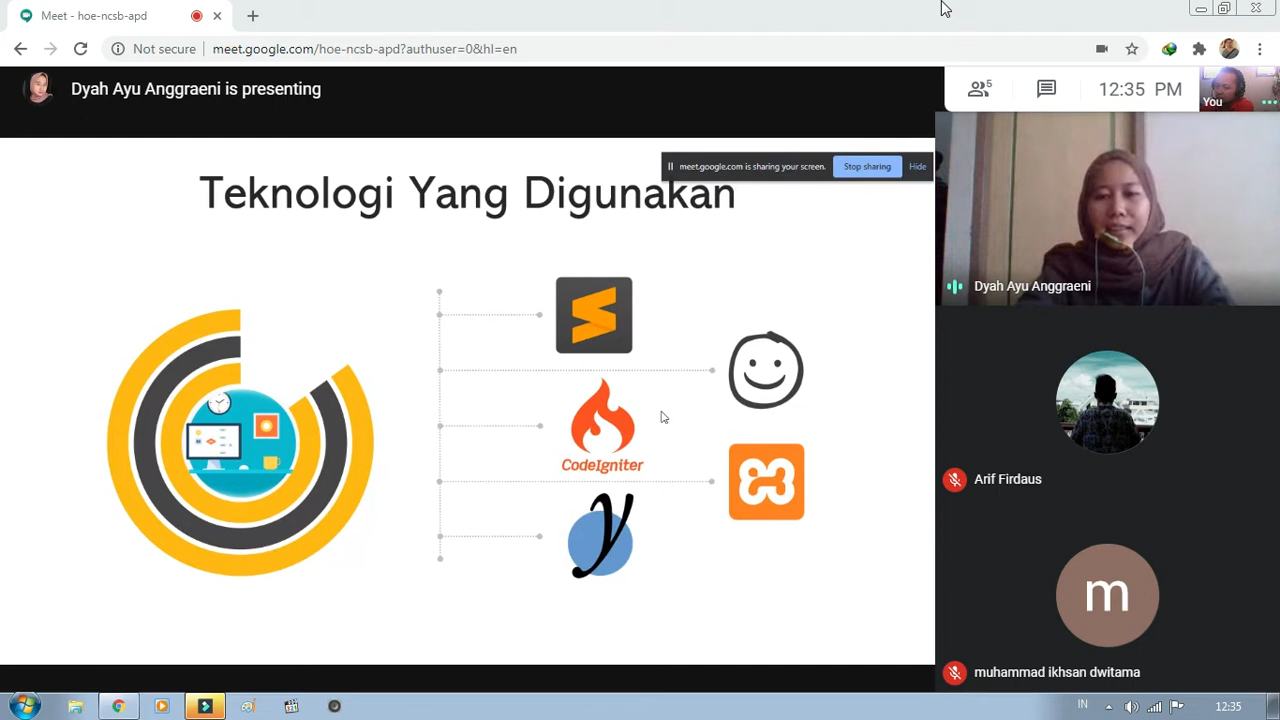 Meet - hoe-ncsb-apd
Not secure
meet.google.com/hoe-ncsb-apd?authuser=0&hl=en
Dyah Ayu Anggraeni is presenting
5
12:35 PM
You
meet.google.com is sharing your screen.
Stop sharing
Hide
Teknologi Yang Digunakan
CodeIgniter
y
Dyah Ayu Anggraeni
Arif Firdaus
m
muhammad ikhsan dwitama
IN
12:35